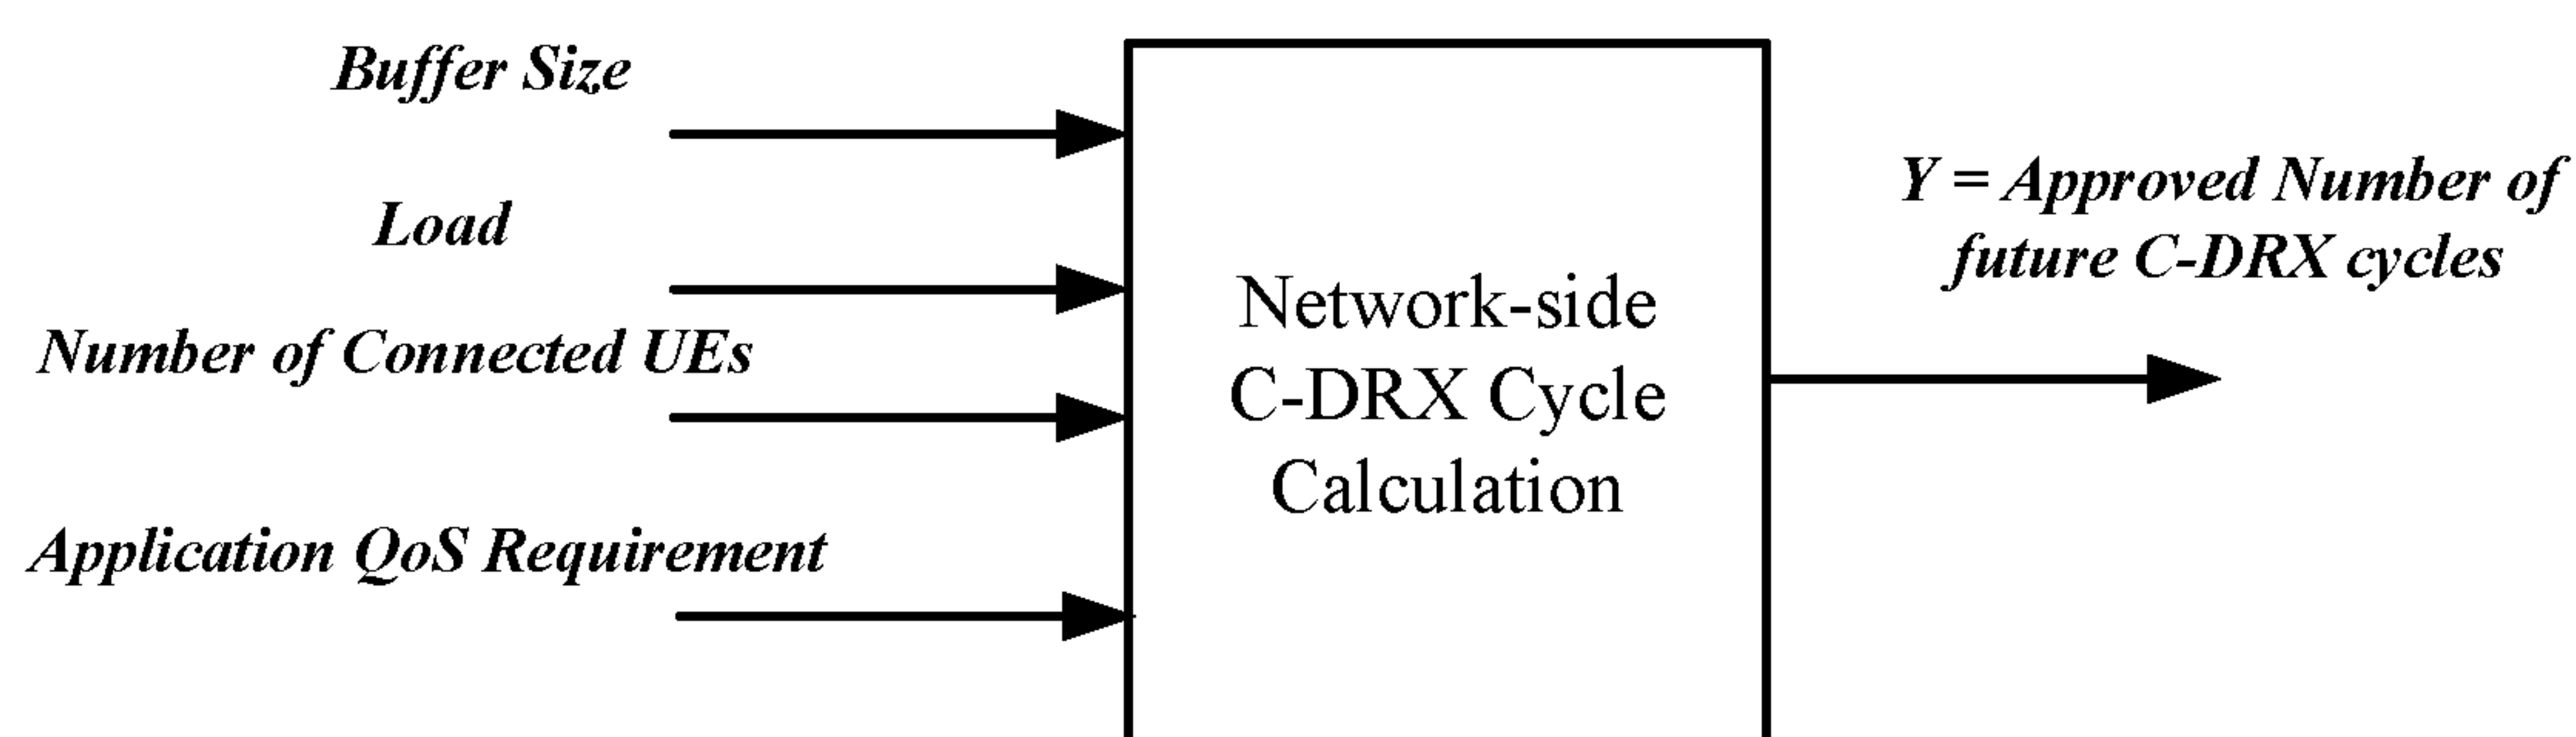 Buffer Size
Load
Number of Connected UEs
Application QoS Requirement
Network-side
C-DRX Cycle
Calculation
Y = Approved Number of
future C-DRX cycles